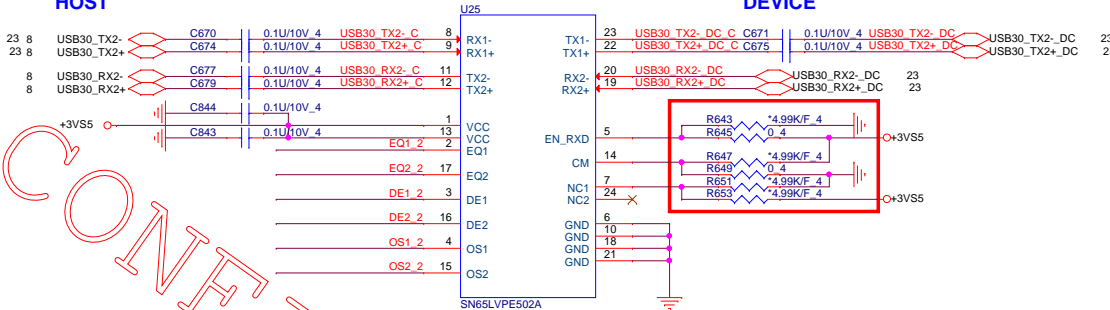 HOST
U25
DEVICE
23 8 USB30_TX2- C670 0.1U/10V_4 USB30_TX2-_C 8 RX1- TX1- 23 USB30_TX2-_DC_C C671 0.1U/10V_4 USB30_TX2-_DC USB30_TX2-_DC 23
23 8 USB30_TX2+ C674 0.1U/10V_4 USB30_TX2+_C 9 RX1+ TX1+ 22 USB30_TX2+_DC_C C675 0.1U/10V_4 USB30_TX2+_DC USB30_TX2+_DC
8 USB30_RX2- C677 0.1U/10V_4 USB30_RX2-_C 11 TX2- RX2- 20 USB30_RX2-_DC USB30_RX2-_DC 23
8 USB30_RX2+ C679 0.1U/10V_4 USB30_RX2+_C 12 TX2+ RX2+ 19 USB30_RX2+_DC USB30_RX2+_DC 23
C844 0.1U/10V_4
+3VS5 1 VCC
C843 0.1U/10V_4 13 VCC
EQ1_2 2 EQ1
EQ2_2 17 EQ2
DE1_2 3 DE1
DE2_2 16 DE2
OS1_2 4 OS1
OS2_2 15 OS2
EN_RXD 5 R643 *4.99K/F_4
R645 0_4 +3VS5
CM 14 R647 *4.99K/F_4
R649 0_4
NC1 7 R651 *4.99K/F_4
NC2 24 R653 *4.99K/F_4 +3VS5
GND 6
GND 10
GND 18
GND 21
SN65LVPE502A
CONF